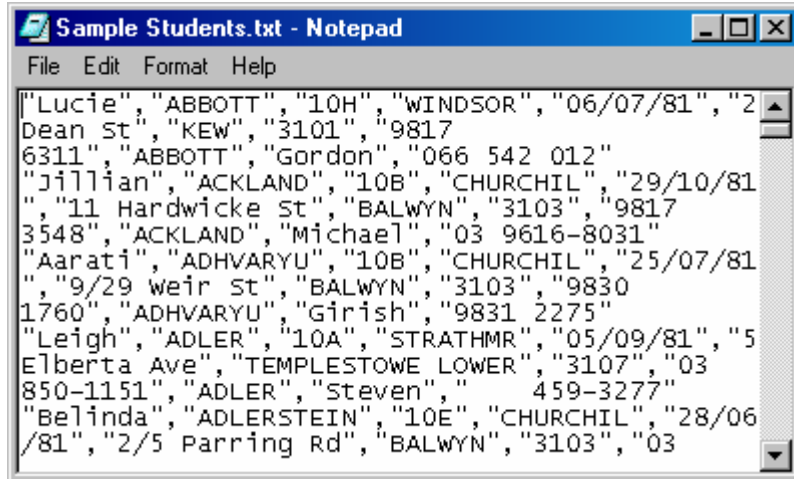 Sample Students.txt - Notepad
File Edit Format Help
"Lucie","ABBOTT","10H","WINDSOR","06/07/81","2
Dean St","KEW","3101","9817
6311","ABBOTT","Gordon","066 542 012"
"Jillian","ACKLAND","10B","CHURCHIL","29/10/81
","11 Hardwicke St","BALWYN","3103","9817
3548","ACKLAND","Michael","03 9616-8031"
"Aarati","ADHVARYU","10B","CHURCHIL","25/07/81
","9/29 Weir St","BALWYN","3103","9830
1760","ADHVARYU","Girish","9831 2275"
"Leigh","ADLER","10A","STRATHMR","05/09/81","5
Elberta Ave","TEMPLESTOWE LOWER","3107","03
850-1151","ADLER","Steven","    459-3277"
"Belinda","ADLERSTEIN","10E","CHURCHIL","28/06
/81","2/5 Parring Rd","BALWYN","3103","03